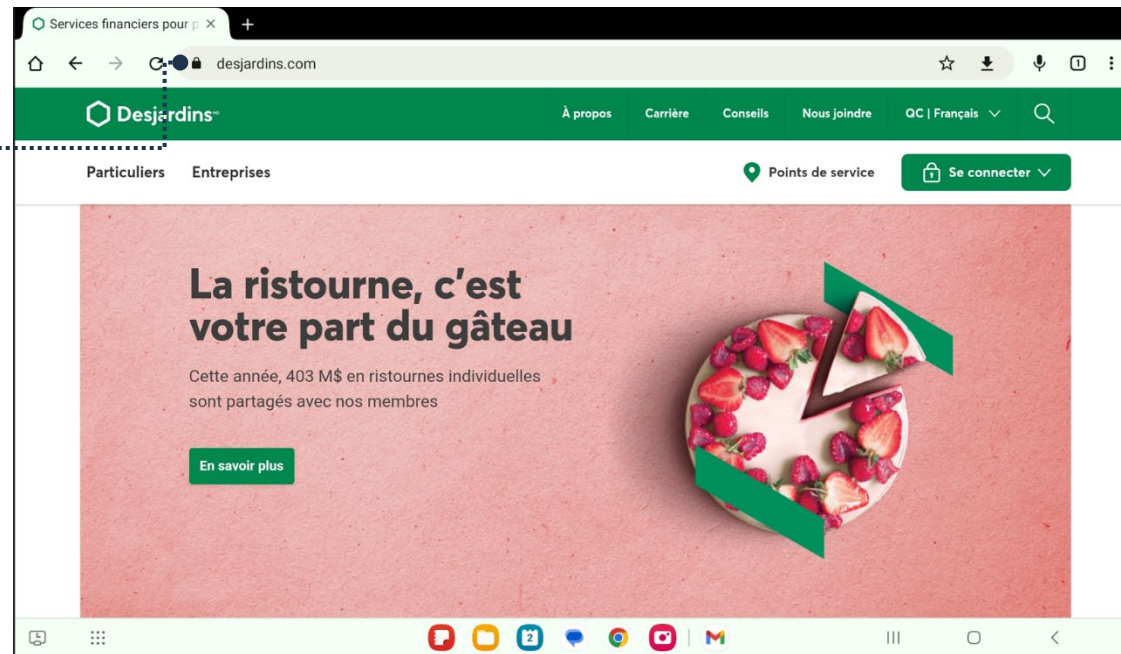 Services financiers pour p
desjardins.com
1
Desjardins
À propos
Carrière
Conseils
Nous joindre
QC | Français
Particuliers
Entreprises
Points de service
Se connecter
La ristourne, c'est
votre part du gâteau
Cette année, 403 M$ en ristournes individuelles
sont partagés avec nos membres
En savoir plus
2